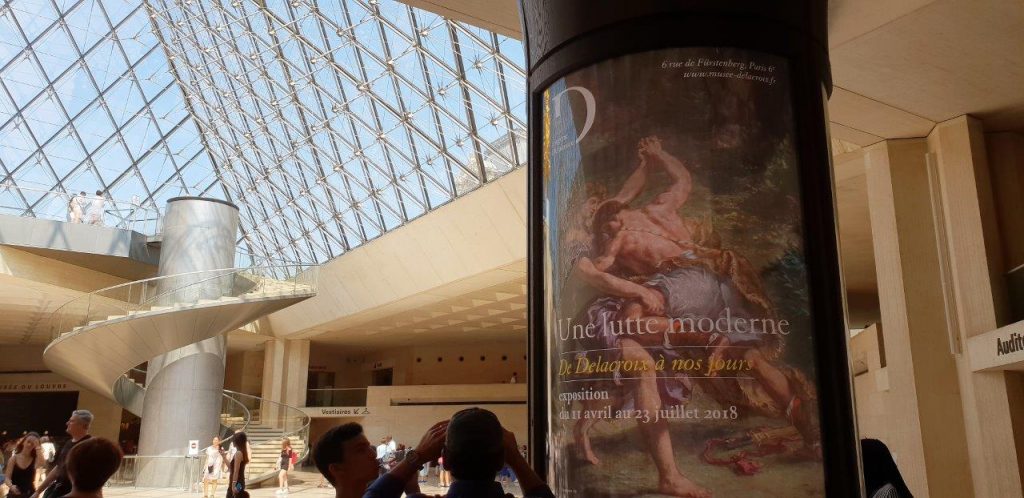 6 rue de Fürstenberg, Paris 6e
www.musee-delacroix.fr
D
Une lutte moderne
De Delacroix à nos jours
exposition
du 11 avril au 23 juillet 2018
Vestiaires